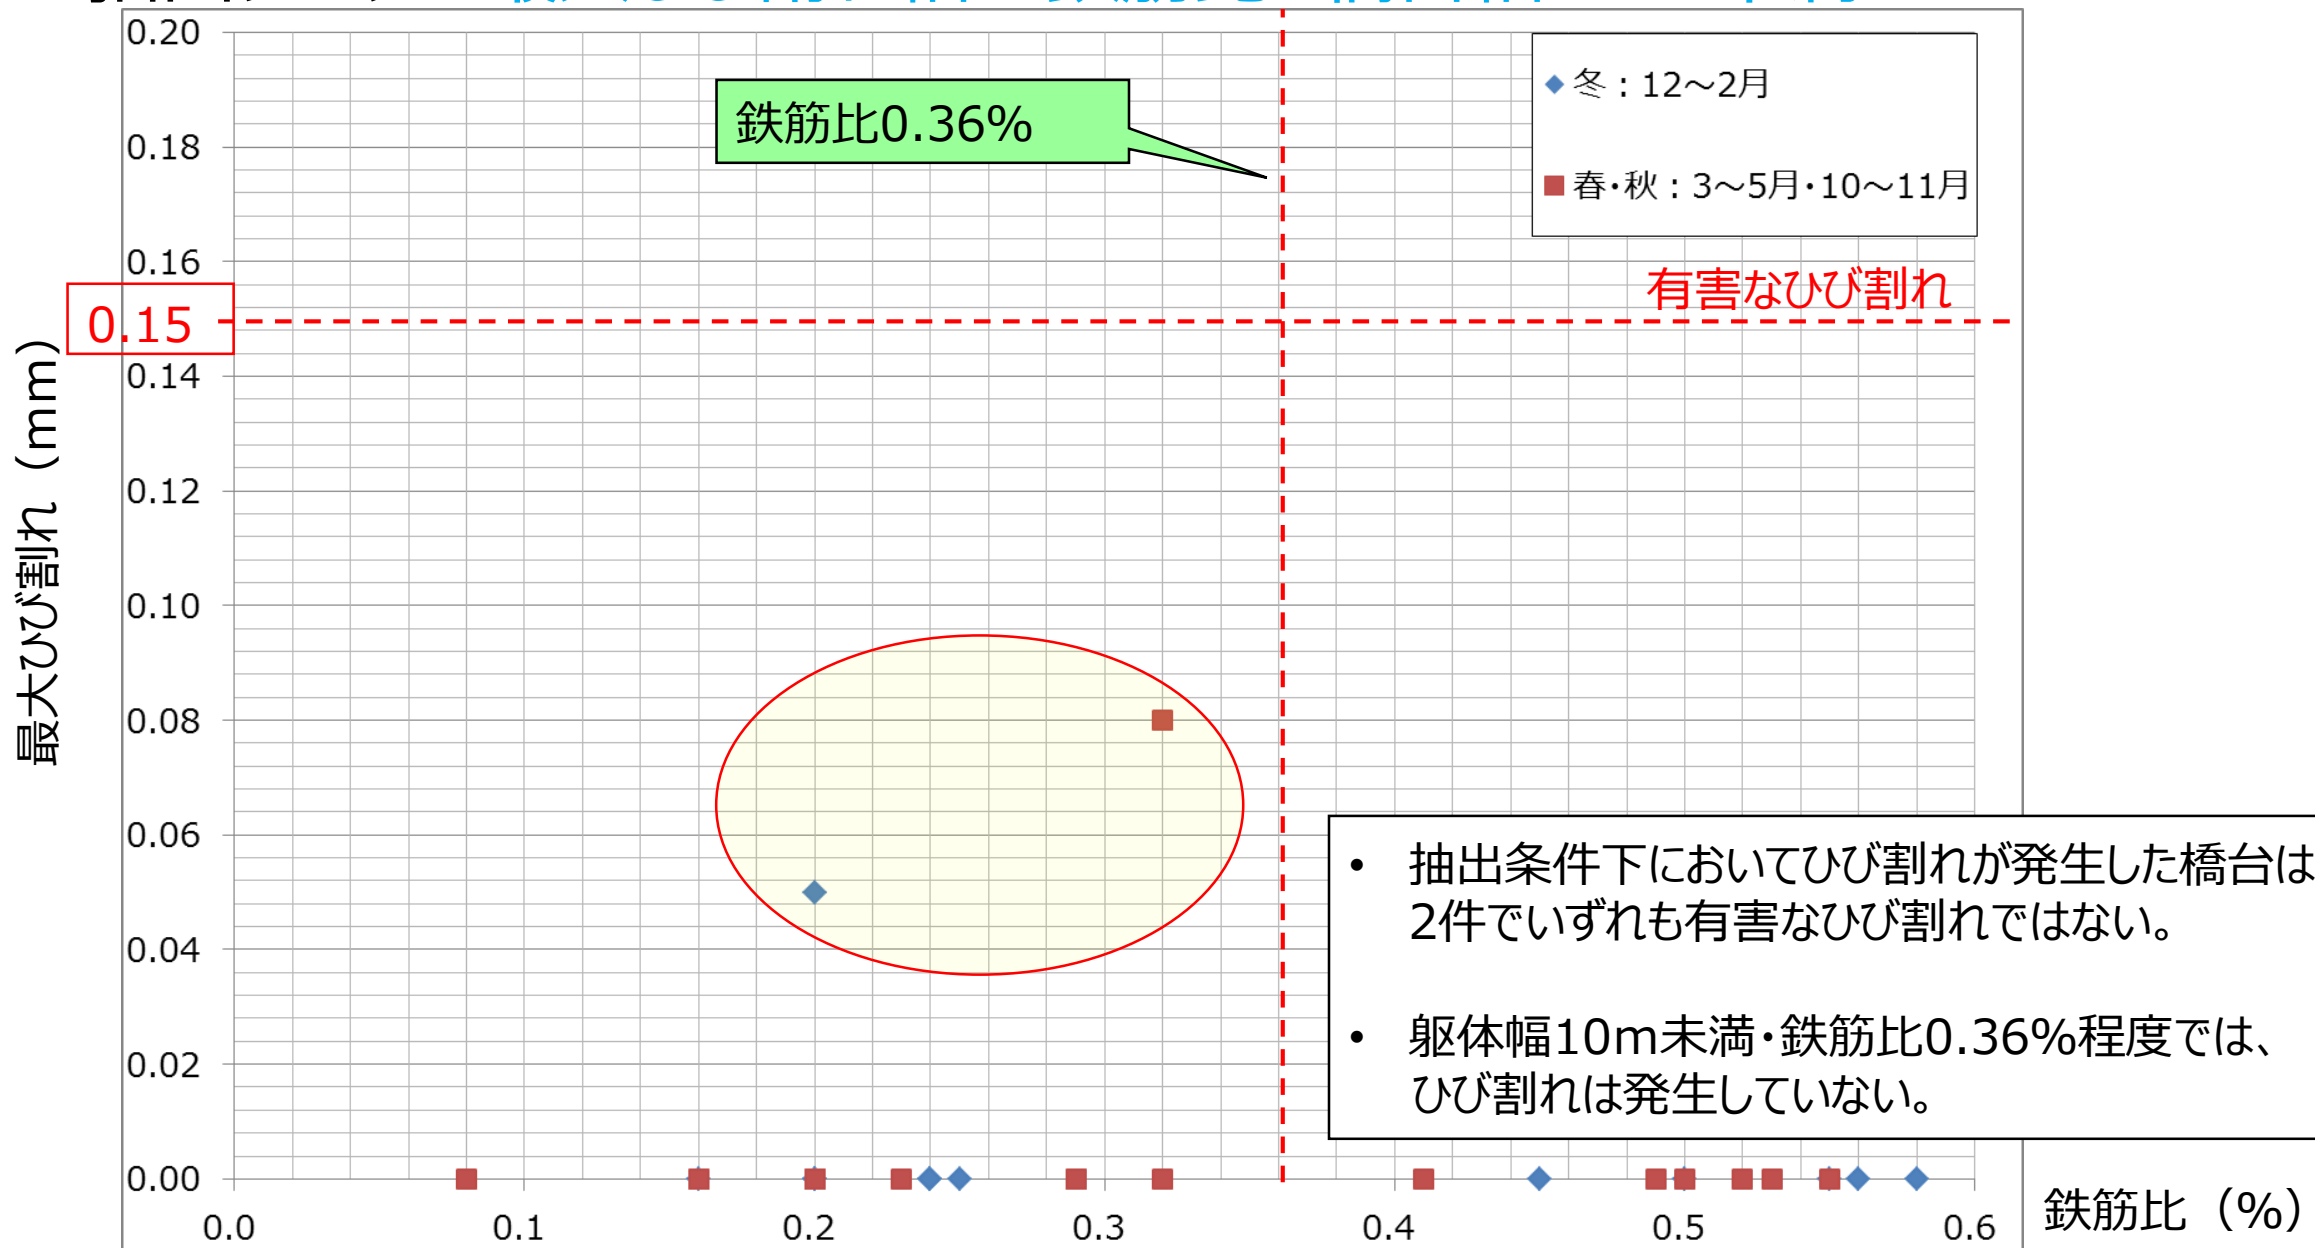 0.20
0.18
0.16
0.15
0.14
0.12
0.10
0.08
0.06
0.04
0.02
0.00
最大ひび割れ（mm）
鉄筋比0.36%
冬：12～2月
春・秋：3～5月・10～11月
有害なひび割れ
• 抽出条件下においてひび割れが発生した橋台は
2件でいずれも有害なひび割れではない。
• 躯体幅10m未満・鉄筋比0.36%程度では、
ひび割れは発生していない。
0.0 0.1 0.2 0.3 0.4 0.5 0.6
鉄筋比（%）